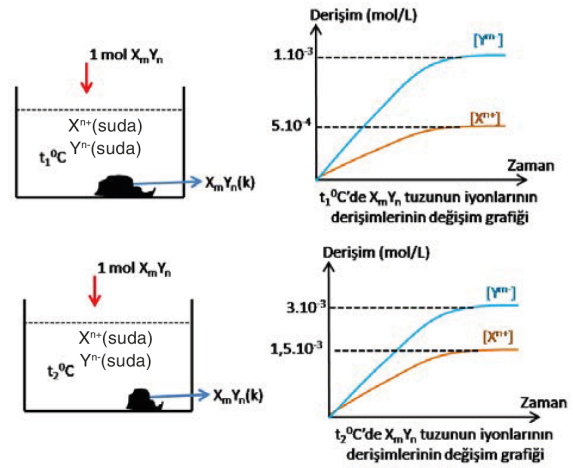 1 mol XₘYₙ
Xⁿ⁺(suda)
Yⁿ⁻(suda)
t₁⁰C
XₘYₙ(k)
Derişim (mol/L)
[Yᵐ⁻]
1.10⁻³
[Xⁿ⁺]
5.10⁻⁴
Zaman
t₁⁰C'de XₘYₙ tuzunun iyonlarının
derişimlerinin değişim grafiği
1 mol XₘYₙ
Xⁿ⁺(suda)
Yⁿ⁻(suda)
t₂⁰C
XₘYₙ(k)
Derişim (mol/L)
[Yᵐ⁻]
3.10⁻³
[Xⁿ⁺]
1,5.10⁻³
Zaman
t₂⁰C'de XₘYₙ tuzunun iyonlarının
derişimlerinin değişim grafiği